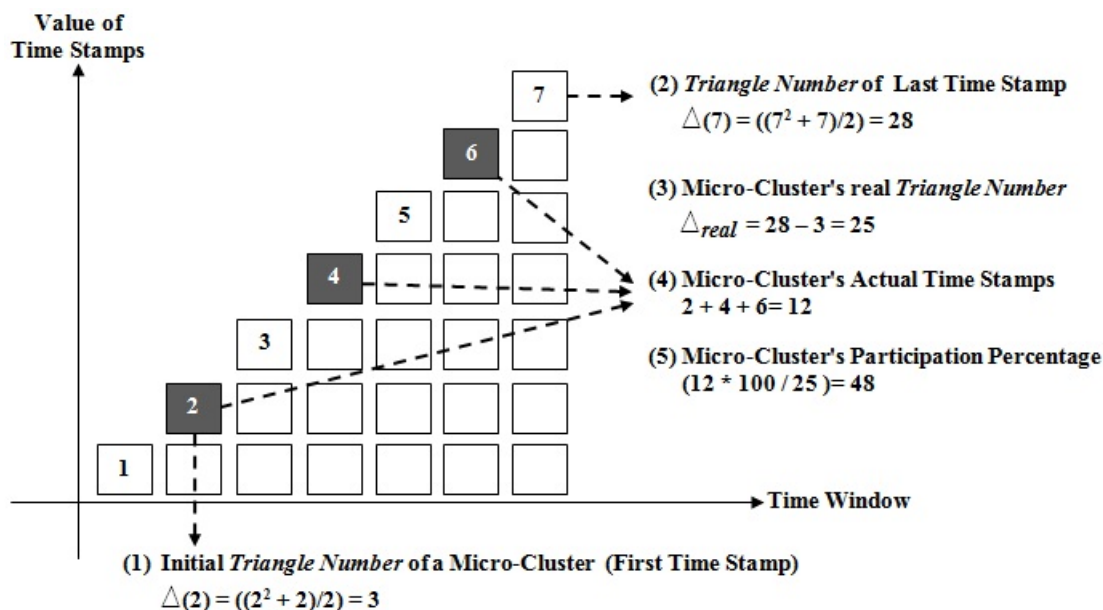 Value of
Time Stamps
7
6
5
4
3
2
1
(2) Triangle Number of Last Time Stamp
△(7) = ((7² + 7)/2) = 28
(3) Micro-Cluster's real Triangle Number
△real = 28 – 3 = 25
(4) Micro-Cluster's Actual Time Stamps
2 + 4 + 6= 12
(5) Micro-Cluster's Participation Percentage
(12 * 100 / 25 )= 48
Time Window
(1) Initial Triangle Number of a Micro-Cluster (First Time Stamp)
△(2) = ((2² + 2)/2) = 3